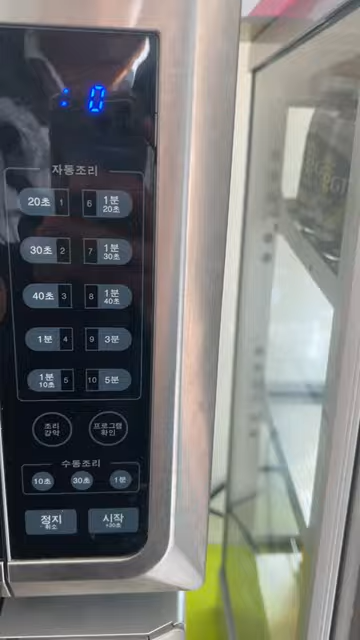 : 0
자동조리
20초 1
6 1분 20초
30초 2
7 1분 30초
40초 3
8 1분 40초
1분 4
9 3분
1분 10초 5
10 5분
조리 강약
프로그램 확인
수동조리
10초 30초 1분
정지 취소
시작 +20초